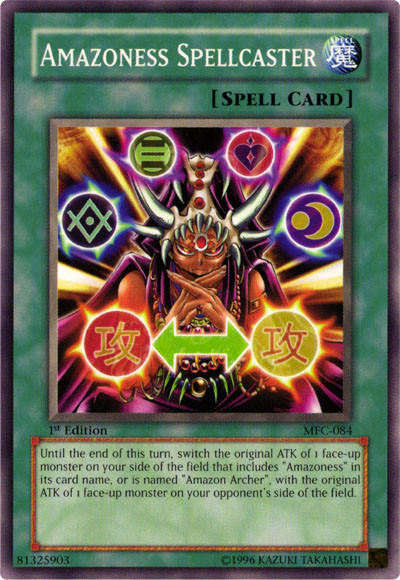 AMAZONESS SPELLCASTER
SPELL
魔
[SPELL CARD]
攻 攻
1st Edition MFC-084
Until the end of this turn, switch the original ATK of 1 face-up
monster on your side of the field that includes "Amazoness" in
its card name, or is named "Amazon Archer", with the original
ATK of 1 face-up monster on your opponent's side of the field.
81325903 ©1996 KAZUKI TAKAHASHI